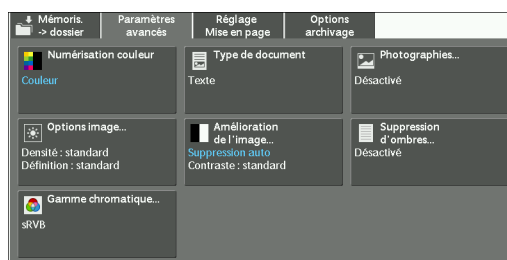 Mémoris.
-> dossier
Paramètres
avancés
Réglage
Mise en page
Options
archivage
Numérisation couleur
Couleur
Type de document
Texte
Photographies...
Désactivé
Options image...
Densité : standard
Définition : standard
Amélioration
de l'image...
Suppression auto
Contraste : standard
Suppression
d'ombres...
Désactivé
Gamme chromatique...
sRVB